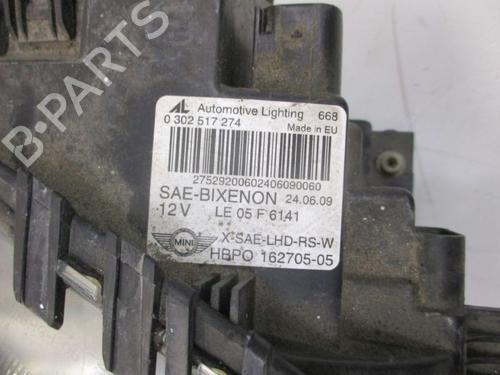 B-PARTS
AL Automotive Lighting 668
0 302 517 274 Made in EU
27529200602406090060
SAE-BIXENON 24.06.09
12V LE 05 F 6141
MINI X-SAE-LHD-RS-W
HBPO 162705-05